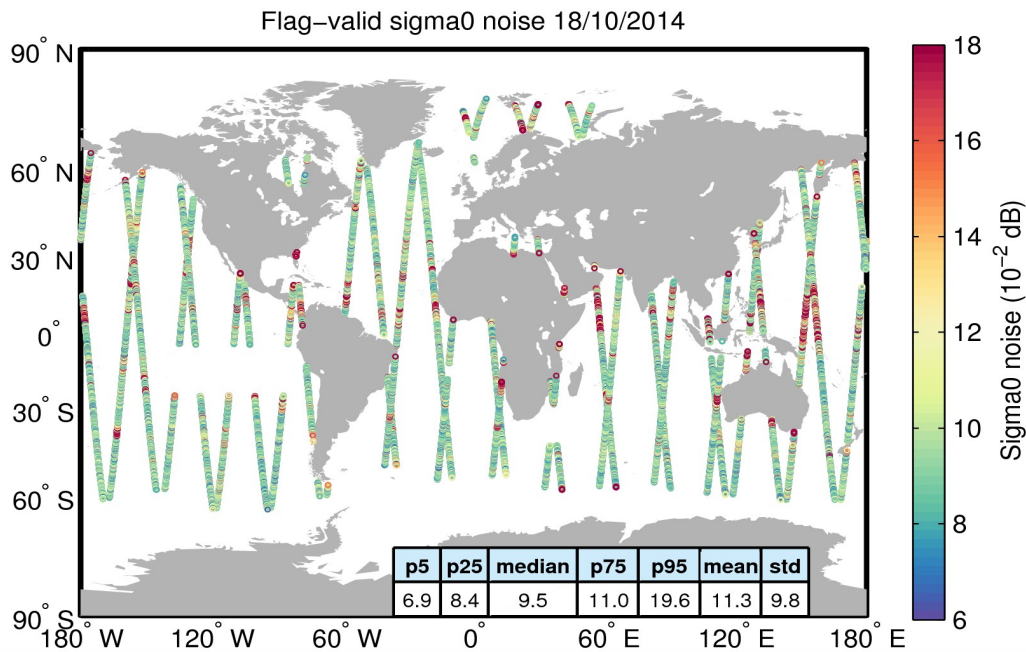 Flag−valid sigma0 noise 18/10/2014
90° N
60° N
30° N
0°
30° S
60° S
90° S
180° W
120° W
60° W
0°
60° E
120° E
180° E
p5 p25 median p75 p95 mean std
6.9 8.4 9.5 11.0 19.6 11.3 9.8
18
16
14
12
10
8
6
Sigma0 noise (10⁻² dB)